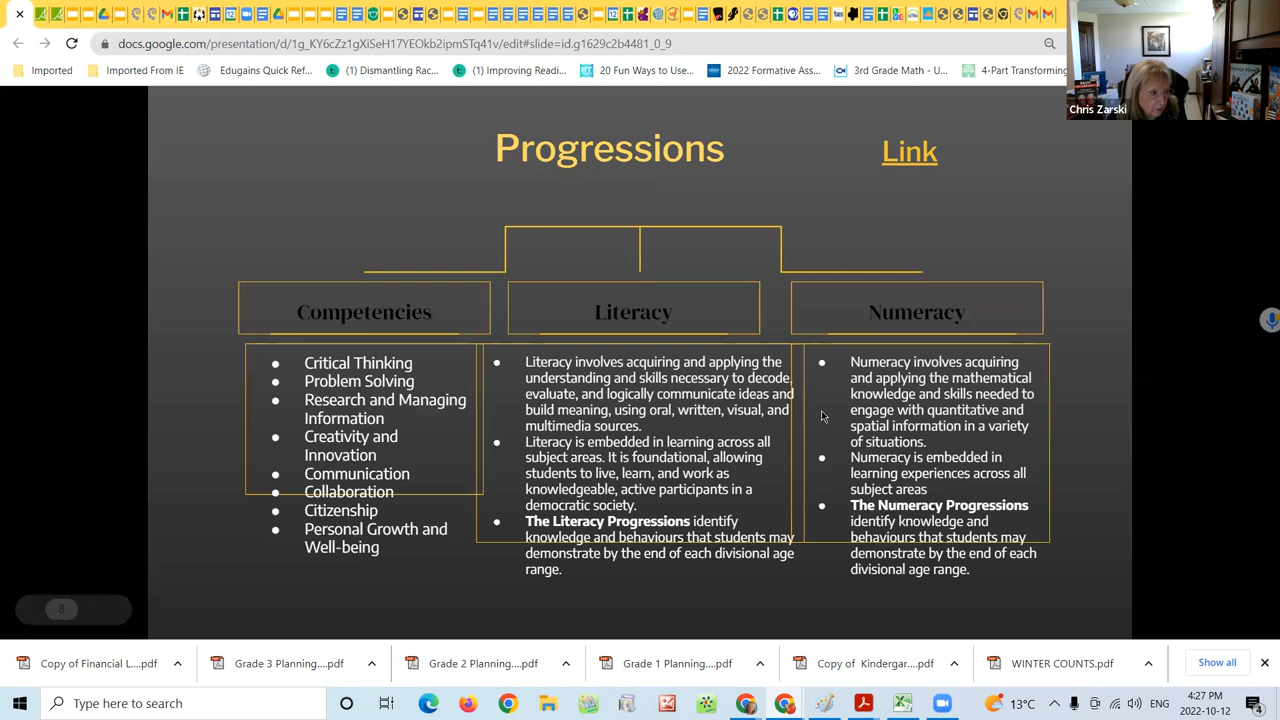 docs.google.com/presentation/d/1g_KY6cZz1gXiSeH17YEOkb2ipmSTq41v/edit#slide=id.g1629c2b4481_0_9
Imported
Imported From IE
Edugains Quick Ref...
(1) Dismantling Rac...
(1) Improving Readi...
20 Fun Ways to Use...
2022 Formative Ass...
3rd Grade Math - U...
4-Part Transforming
Chris Zarski
Progressions
Link
Competencies
Critical Thinking
Problem Solving
Research and Managing
Information
Creativity and
Innovation
Communication
Collaboration
Citizenship
Personal Growth and
Well-being
Literacy
Literacy involves acquiring and applying the
understanding and skills necessary to decode,
evaluate, and logically communicate ideas and
build meaning, using oral, written, visual, and
multimedia sources.
Literacy is embedded in learning across all
subject areas. It is foundational, allowing
students to live, learn, and work as
knowledgeable, active participants in a
democratic society.
The Literacy Progressions identify
knowledge and behaviours that students may
demonstrate by the end of each divisional age
range.
Numeracy
Numeracy involves acquiring
and applying the mathematical
knowledge and skills needed to
engage with quantitative and
spatial information in a variety
of situations.
Numeracy is embedded in
learning experiences across all
subject areas
The Numeracy Progressions
identify knowledge and
behaviours that students may
demonstrate by the end of each
divisional age range.
8
Copy of Financial L....pdf
Grade 3 Planning....pdf
Grade 2 Planning....pdf
Grade 1 Planning....pdf
Copy of Kindergar....pdf
WINTER COUNTS.pdf
Show all
Type here to search
13°C
ENG
4:27 PM
2022-10-12
4